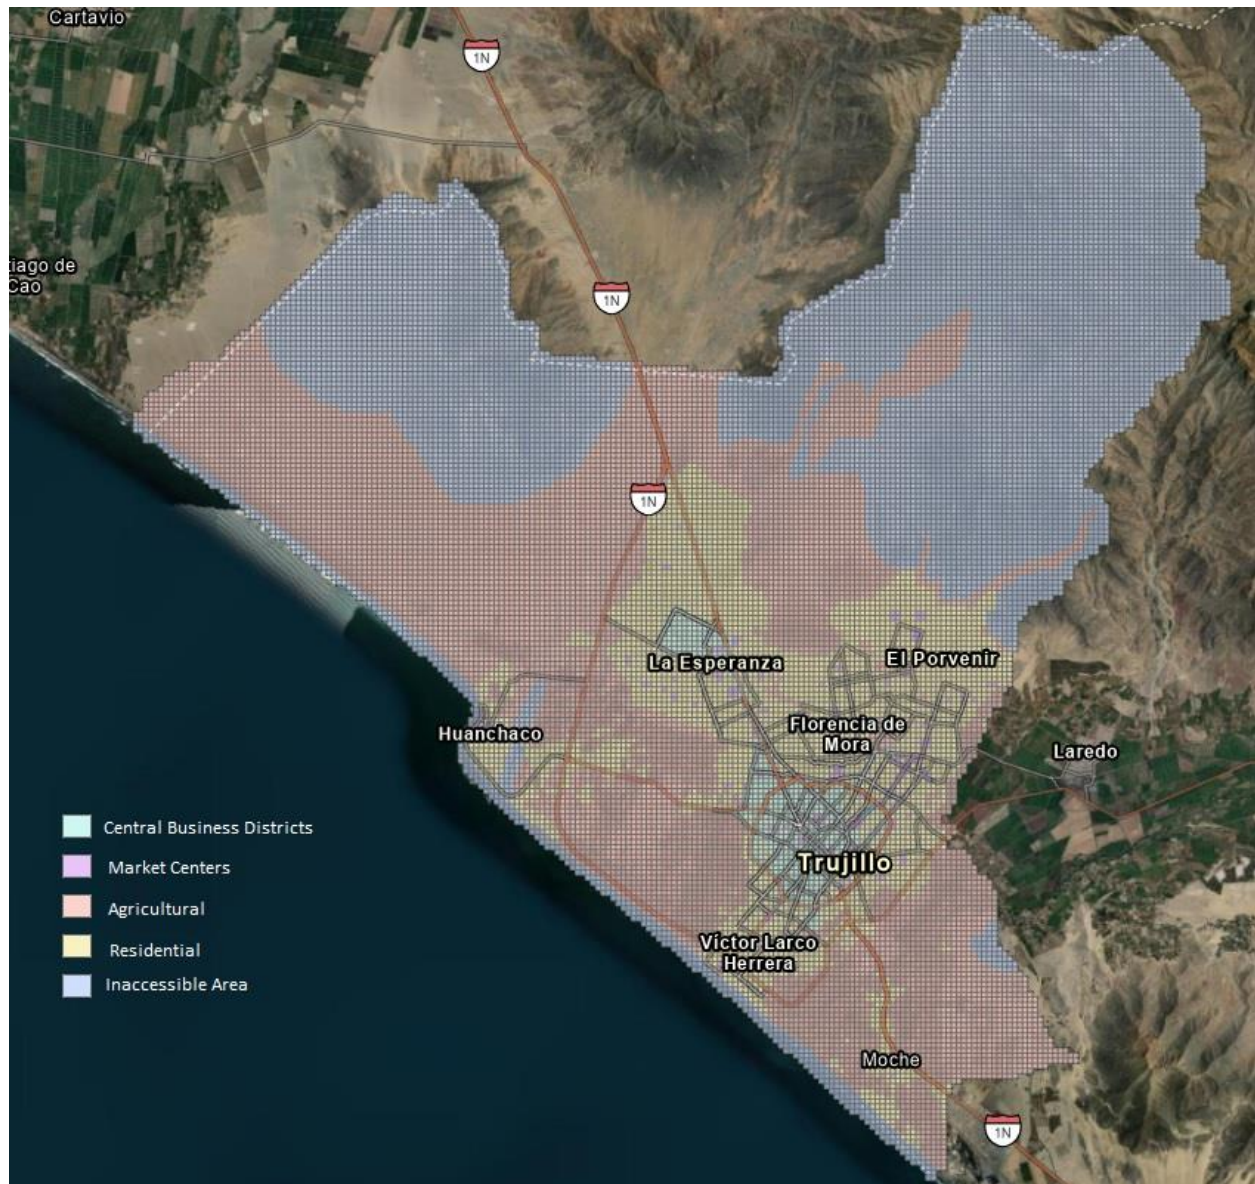 Cartavio
1N
tiago de
Cao
1N
1N
La Esperanza
El Porvenir
Huanchaco
Florencia de
Mora
Laredo
Central Business Districts
Market Centers
Trujillo
Agricultural
Víctor Larco
Herrera
Residential
Inaccessible Area
Moche
1N